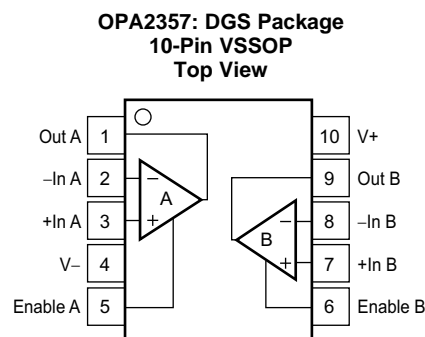 OPA2357: DGS Package
10-Pin VSSOP
Top View
Out A 1
–In A 2
+In A 3
V– 4
Enable A 5
10 V+
9 Out B
8 –In B
7 +In B
6 Enable B
– + A
– + B